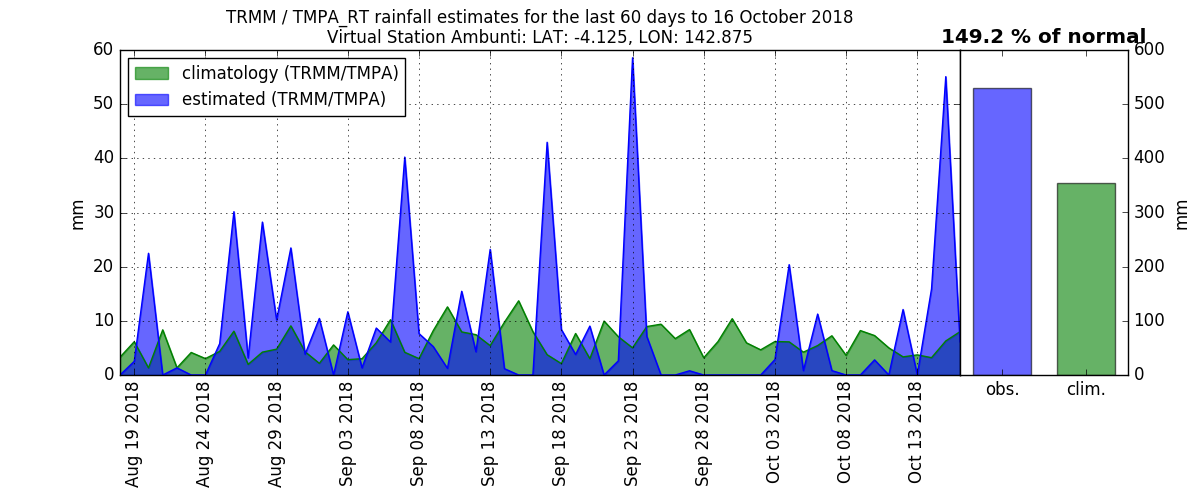 TRMM / TMPA_RT rainfall estimates for the last 60 days to 16 October 2018
Virtual Station Ambunti: LAT: -4.125, LON: 142.875
149.2 % of normal
climatology (TRMM/TMPA)
estimated (TRMM/TMPA)
60
50
40
30
20
10
0
mm
600
500
400
300
200
100
0
mm
Aug 19 2018
Aug 24 2018
Aug 29 2018
Sep 03 2018
Sep 08 2018
Sep 13 2018
Sep 18 2018
Sep 23 2018
Sep 28 2018
Oct 03 2018
Oct 08 2018
Oct 13 2018
obs.
clim.